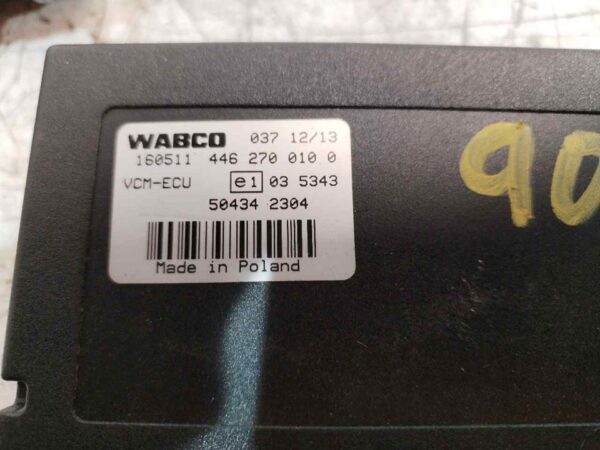 WABCO 037 12/13
160511 446 270 010 0
VCM-ECU e1 03 5343
50434 2304
Made in Poland
90